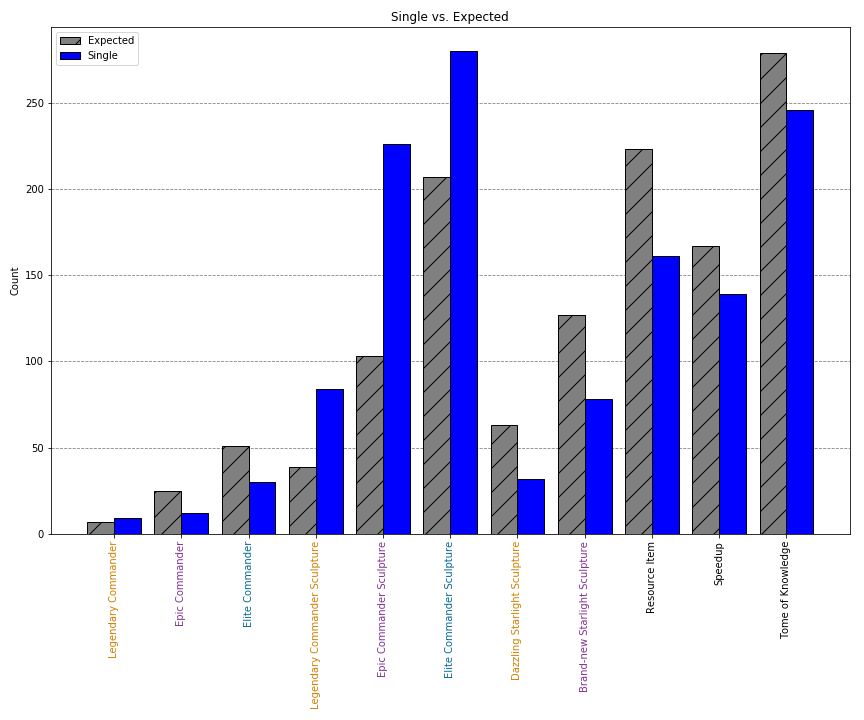 Single vs. Expected
Expected
Single
Count
250
200
150
100
50
0
Legendary Commander
Epic Commander
Elite Commander
Legendary Commander Sculpture
Epic Commander Sculpture
Elite Commander Sculpture
Dazzling Starlight Sculpture
Brand-new Starlight Sculpture
Resource Item
Speedup
Tome of Knowledge